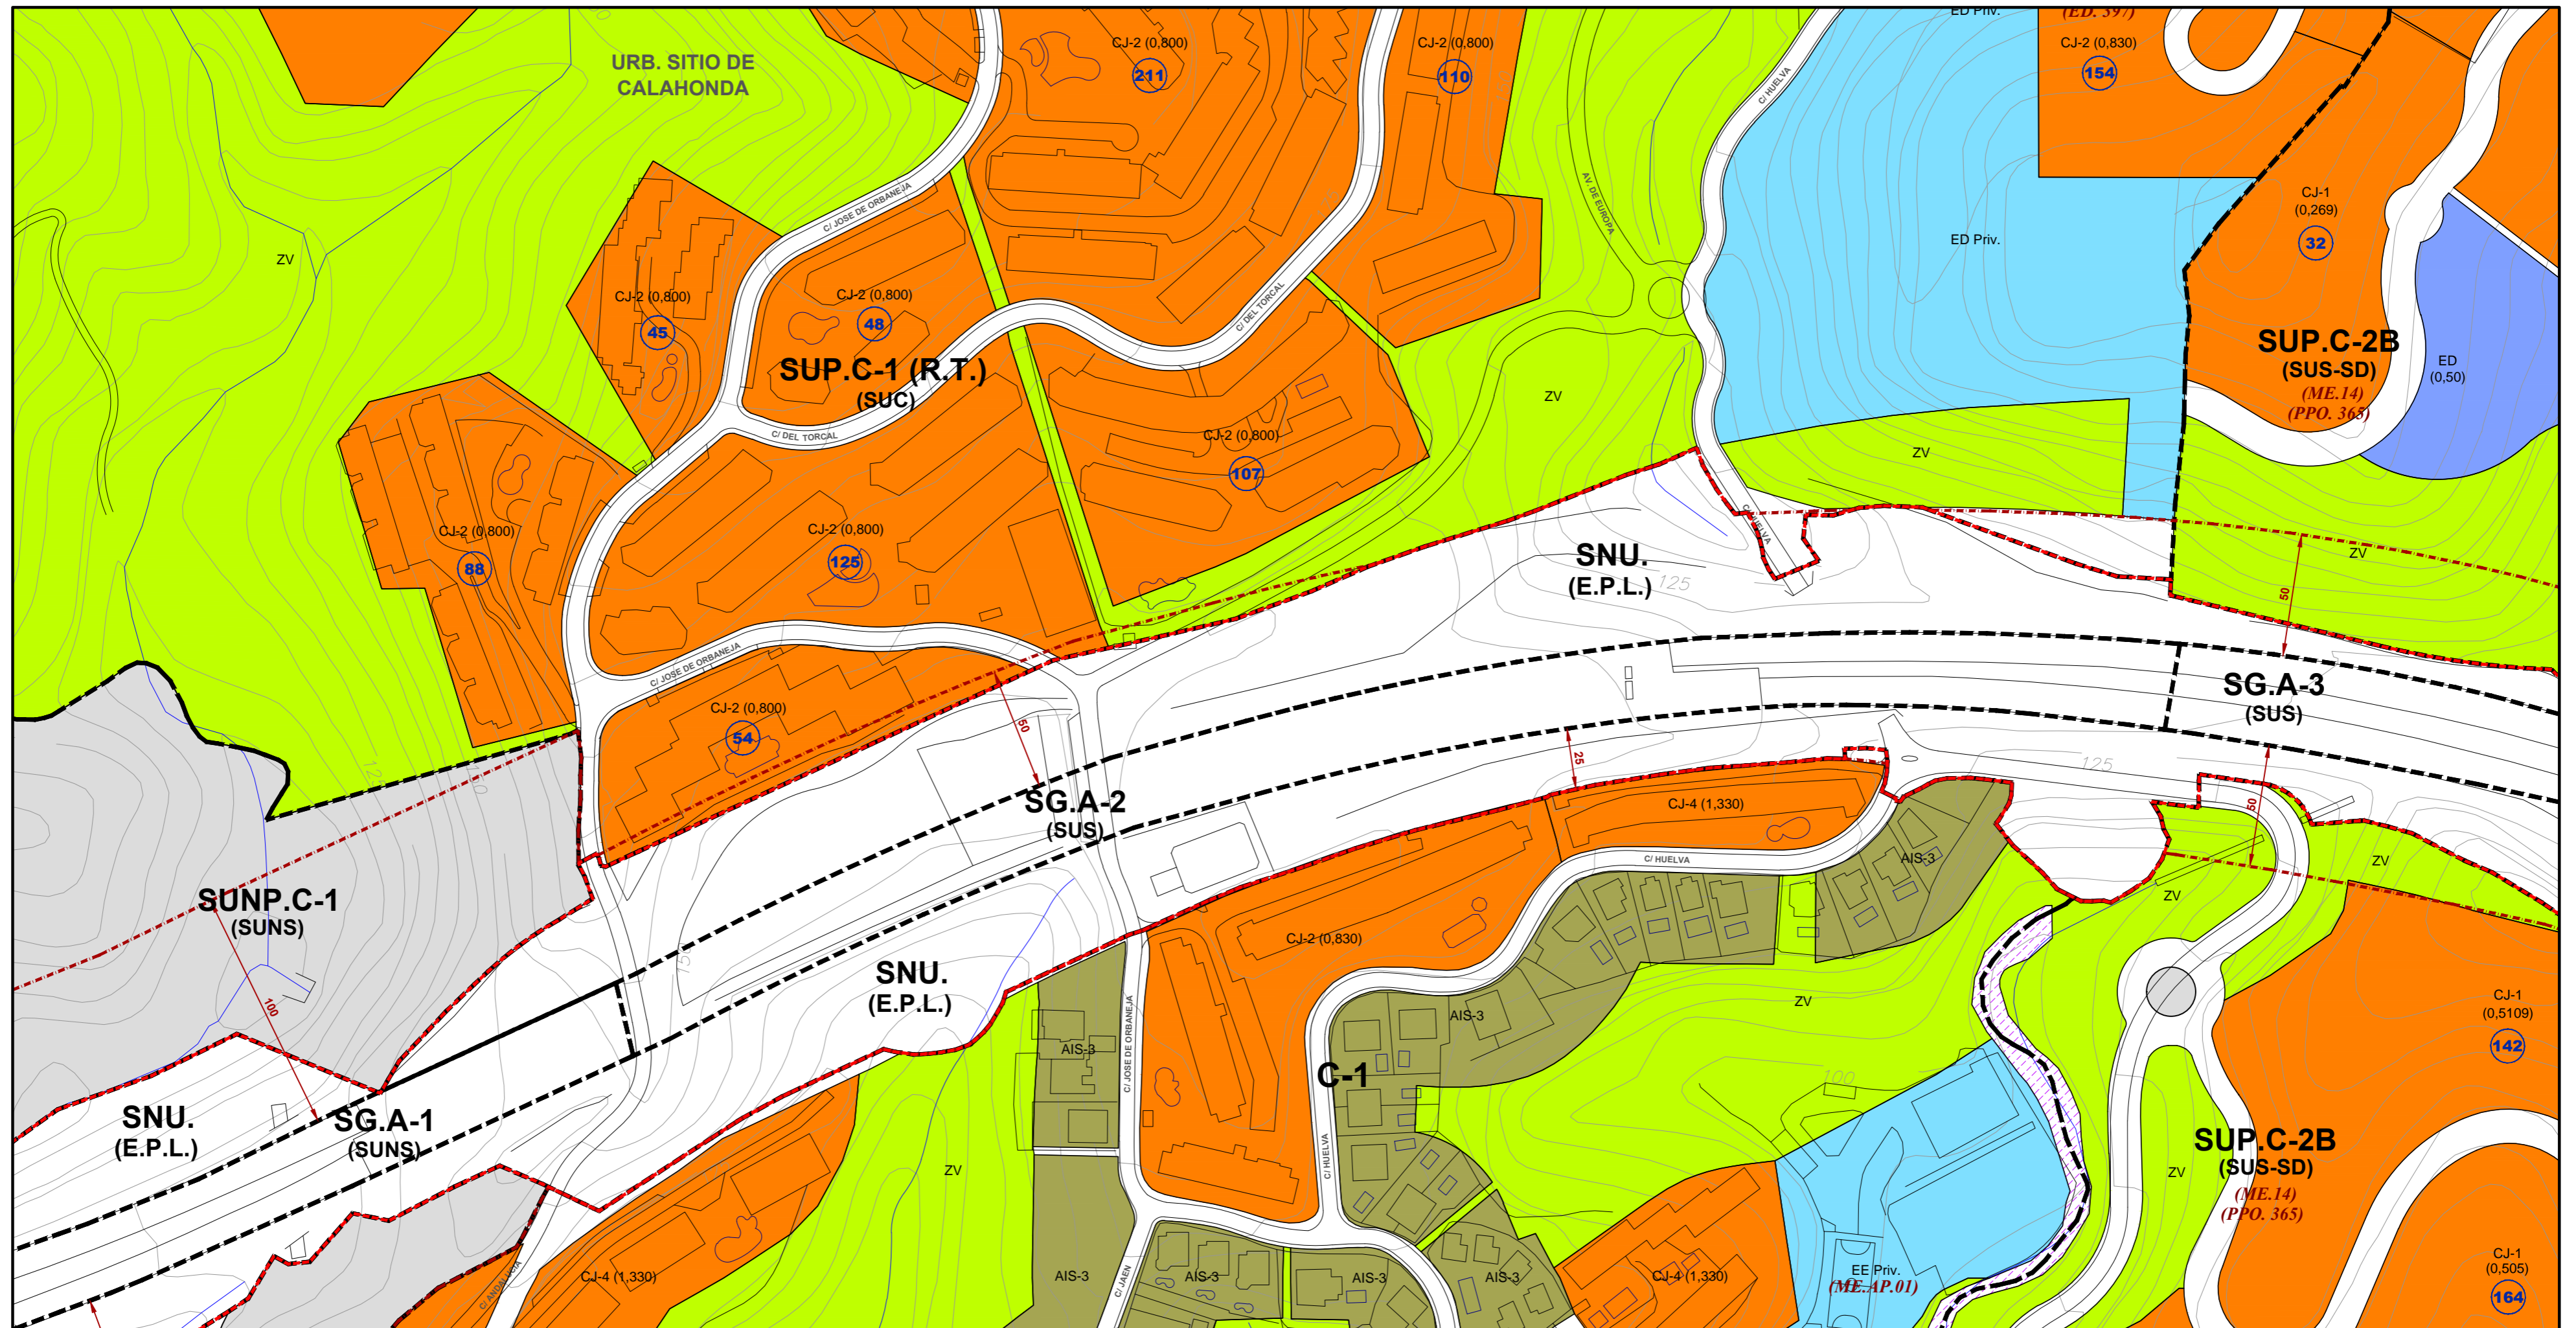 URB. SITIO DE
CALAHONDA
CJ-2 (0,800)
211
CJ-2 (0,800)
110
ED Priv.
(ED. 397)
CJ-2 (0,830)
154
C/ HUELVA
CJ-1
(0,269)
32
ED Priv.
AV. DE EUROPA
C/ JOSE DE ORBANEJA
ZV
CJ-2 (0,800)
45
CJ-2 (0,800)
48
C/ DEL TORCAL
SUP.C-1 (R.T.)
(SUC)
SUP.C-2B
(SUS-SD)
(ME.14)
(PPO. 365)
ED
(0,50)
ZV
C/ DEL TORCAL
CJ-2 (0,800)
107
ZV
CJ-2 (0,800)
88
CJ-2 (0,800)
125
C/ HUELVA
SNU.
(E.P.L.)
125
ZV
50
C/ JOSE DE ORBANEJA
CJ-2 (0,800)
54
50
SG.A-3
(SUS)
25
125
50
SG.A-2
(SUS)
CJ-4 (1,330)
C/ HUELVA
AIS-3
ZV
ZV
SUNP.C-1
(SUNS)
100
150
SNU.
(E.P.L.)
CJ-2 (0,830)
ZV
AIS-3
CJ-1
(0,5109)
142
AIS-3
C/ JOSE DE ORBANEJA
C-1
100
SNU.
(E.P.L.)
SG.A-1
(SUNS)
ZV
C/ HUELVA
SUP.C-2B
(SUS-SD)
(ME.14)
(PPO. 365)
ZV
C/ ANDALUCIA
CJ-4 (1,330)
AIS-3
C/ JAEN
AIS-3
AIS-3
AIS-3
CJ-4 (1,330)
EE Priv.
(ME.AP.01)
CJ-1
(0,505)
164